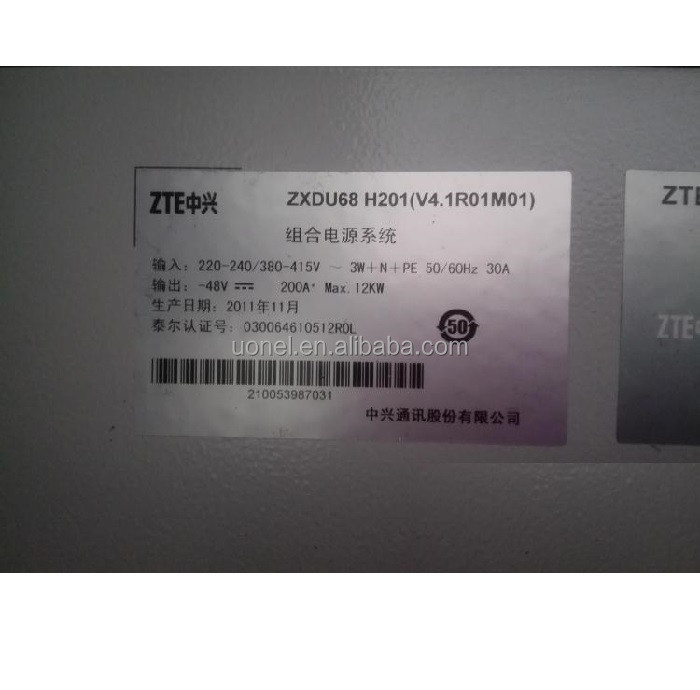 ZTE中兴
ZXDU68 H201(V4.1R01M01)
组合电源系统
输入: 220-240/380-415V ~ 3W+N+PE 50/60Hz 30A
输出: -48V ⎓ 200A* Max.12KW
生产日期: 2011年11月
泰尔认证号: 030064610512R0L
50
uonel.en.alibaba.com
210053987031
中兴通讯股份有限公司
ZTE
ZTE